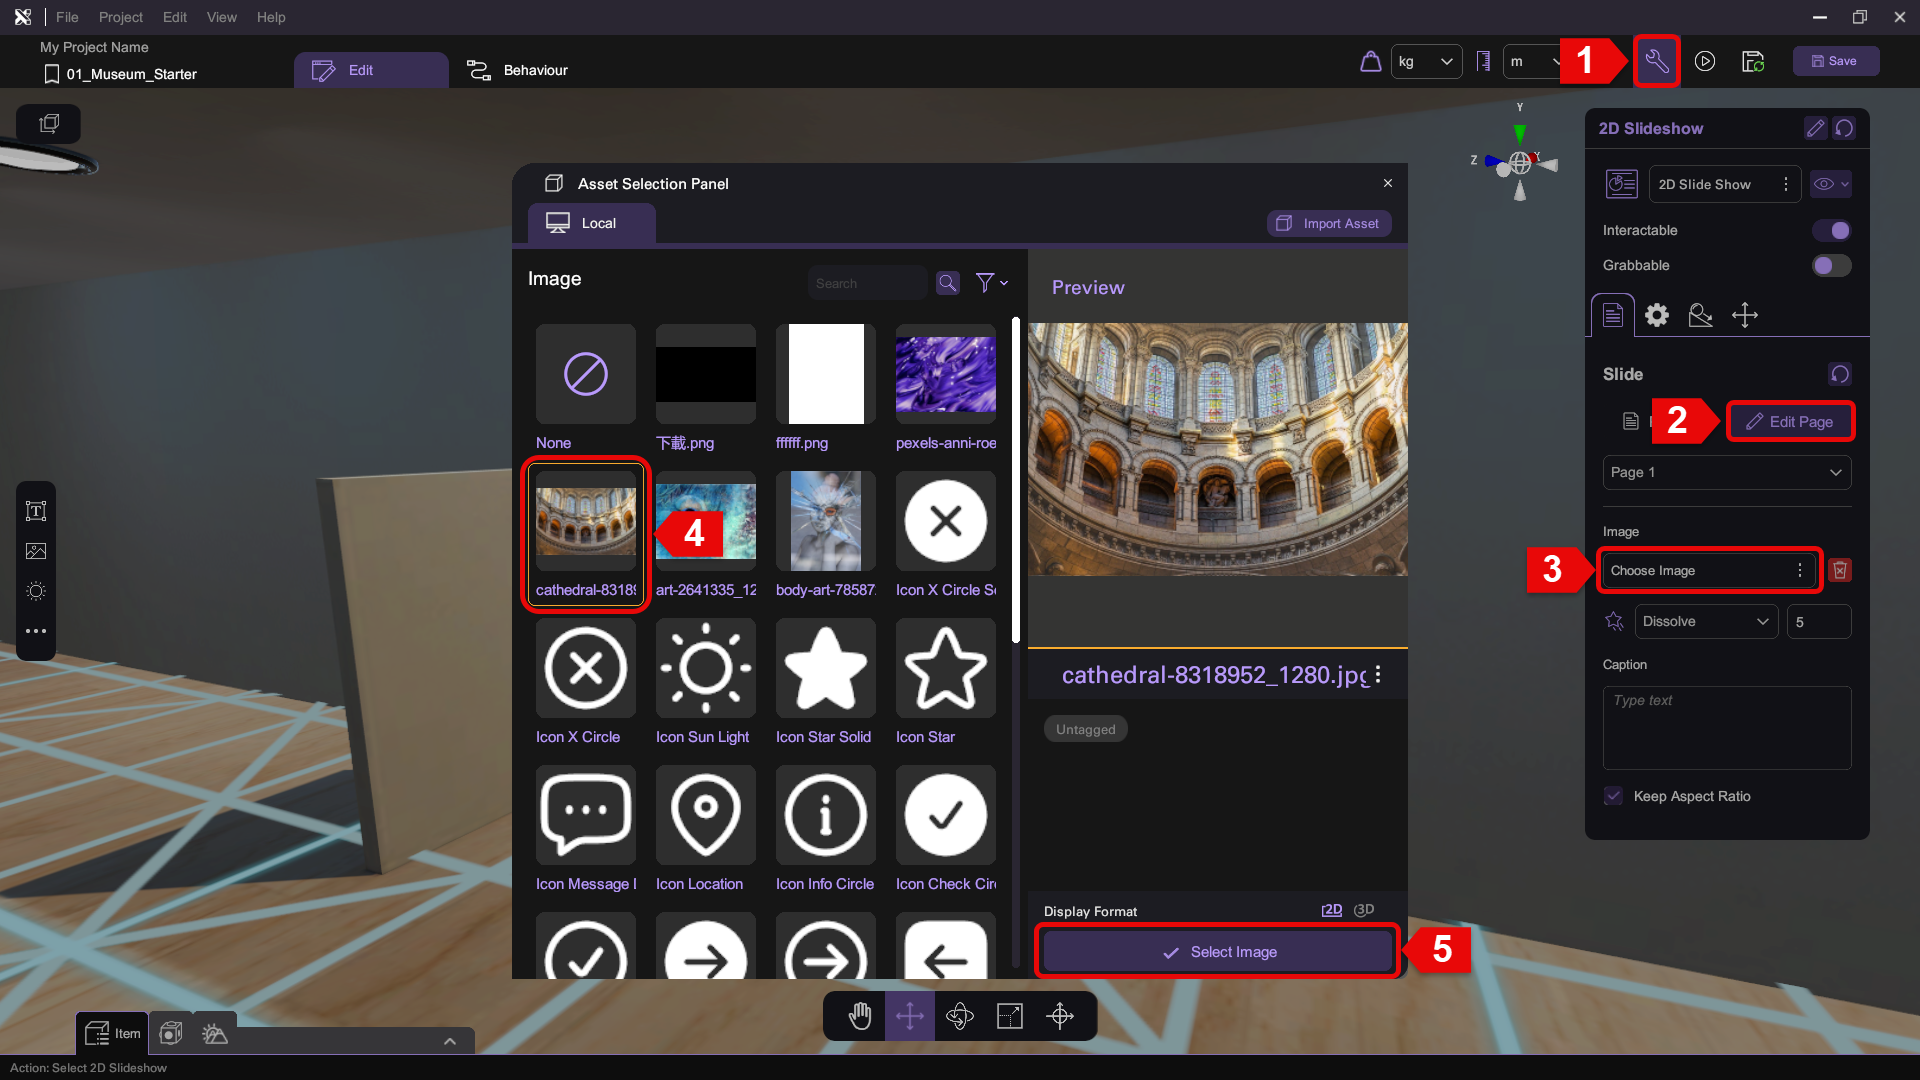 File Project Edit View Help
My Project Name
01_Museum_Starter
Edit
Behaviour
kg
m
1
Save
Y
Z
X
2D Slideshow
2D Slide Show
Interactable
Grabbable
Slide
2
Edit Page
Page 1
Image
3
Choose Image
Dissolve
5
Caption
Type text
Keep Aspect Ratio
Asset Selection Panel
Local
Import Asset
Image
Search
None
下載.png
ffffff.png
pexels-anni-roe
cathedral-8318
4
art-2641335_12
body-art-78587
Icon X Circle So
Icon X Circle
Icon Sun Light
Icon Star Solid
Icon Star
Icon Message
Icon Location
Icon Info Circle
Icon Check Circ
Preview
cathedral-8318952_1280.jpg
Untagged
Display Format
2D
3D
Select Image
5
Item
Action: Select 2D Slideshow